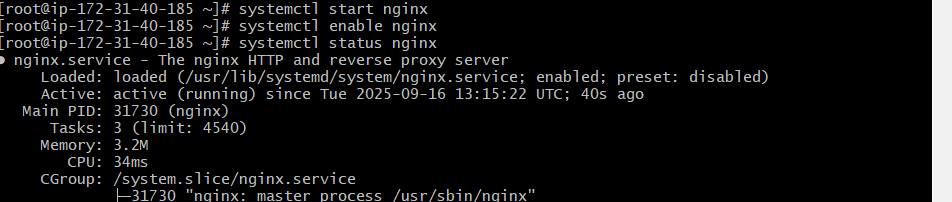 [root@ip-172-31-40-185 ~]# systemctl start nginx
[root@ip-172-31-40-185 ~]# systemctl enable nginx
[root@ip-172-31-40-185 ~]# systemctl status nginx
● nginx.service - The nginx HTTP and reverse proxy server
     Loaded: loaded (/usr/lib/systemd/system/nginx.service; enabled; preset: disabled)
     Active: active (running) since Tue 2025-09-16 13:15:22 UTC; 40s ago
   Main PID: 31730 (nginx)
      Tasks: 3 (limit: 4540)
     Memory: 3.2M
        CPU: 34ms
     CGroup: /system.slice/nginx.service
             ├─31730 "nginx: master process /usr/sbin/nginx"